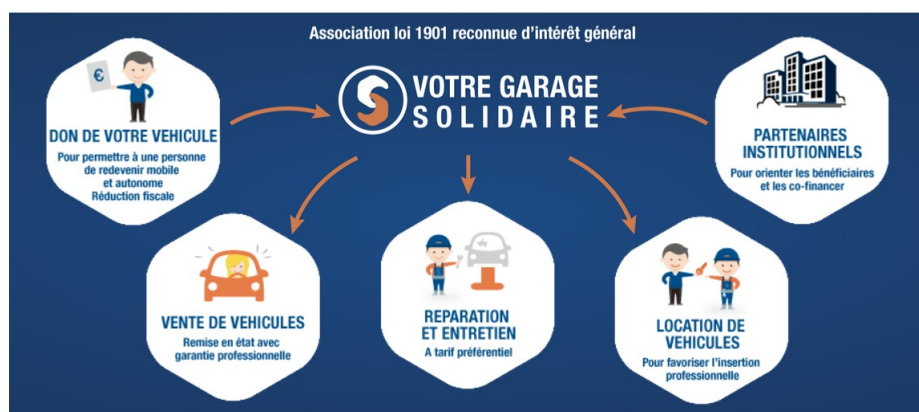 Association loi 1901 reconnue d'intérêt général
VOTRE GARAGE
SOLIDAIRE
€
DON DE VOTRE VEHICULE
Pour permettre à une personne
de redevenir mobile
et autonome
Réduction fiscale
PARTENAIRES
INSTITUTIONNELS
Pour orienter les bénéficiaires
et les co-financer
VENTE DE VEHICULES
Remise en état avec
garantie professionnelle
REPARATION
ET ENTRETIEN
A tarif préférentiel
LOCATION DE
VEHICULES
Pour favoriser l'insertion
professionnelle